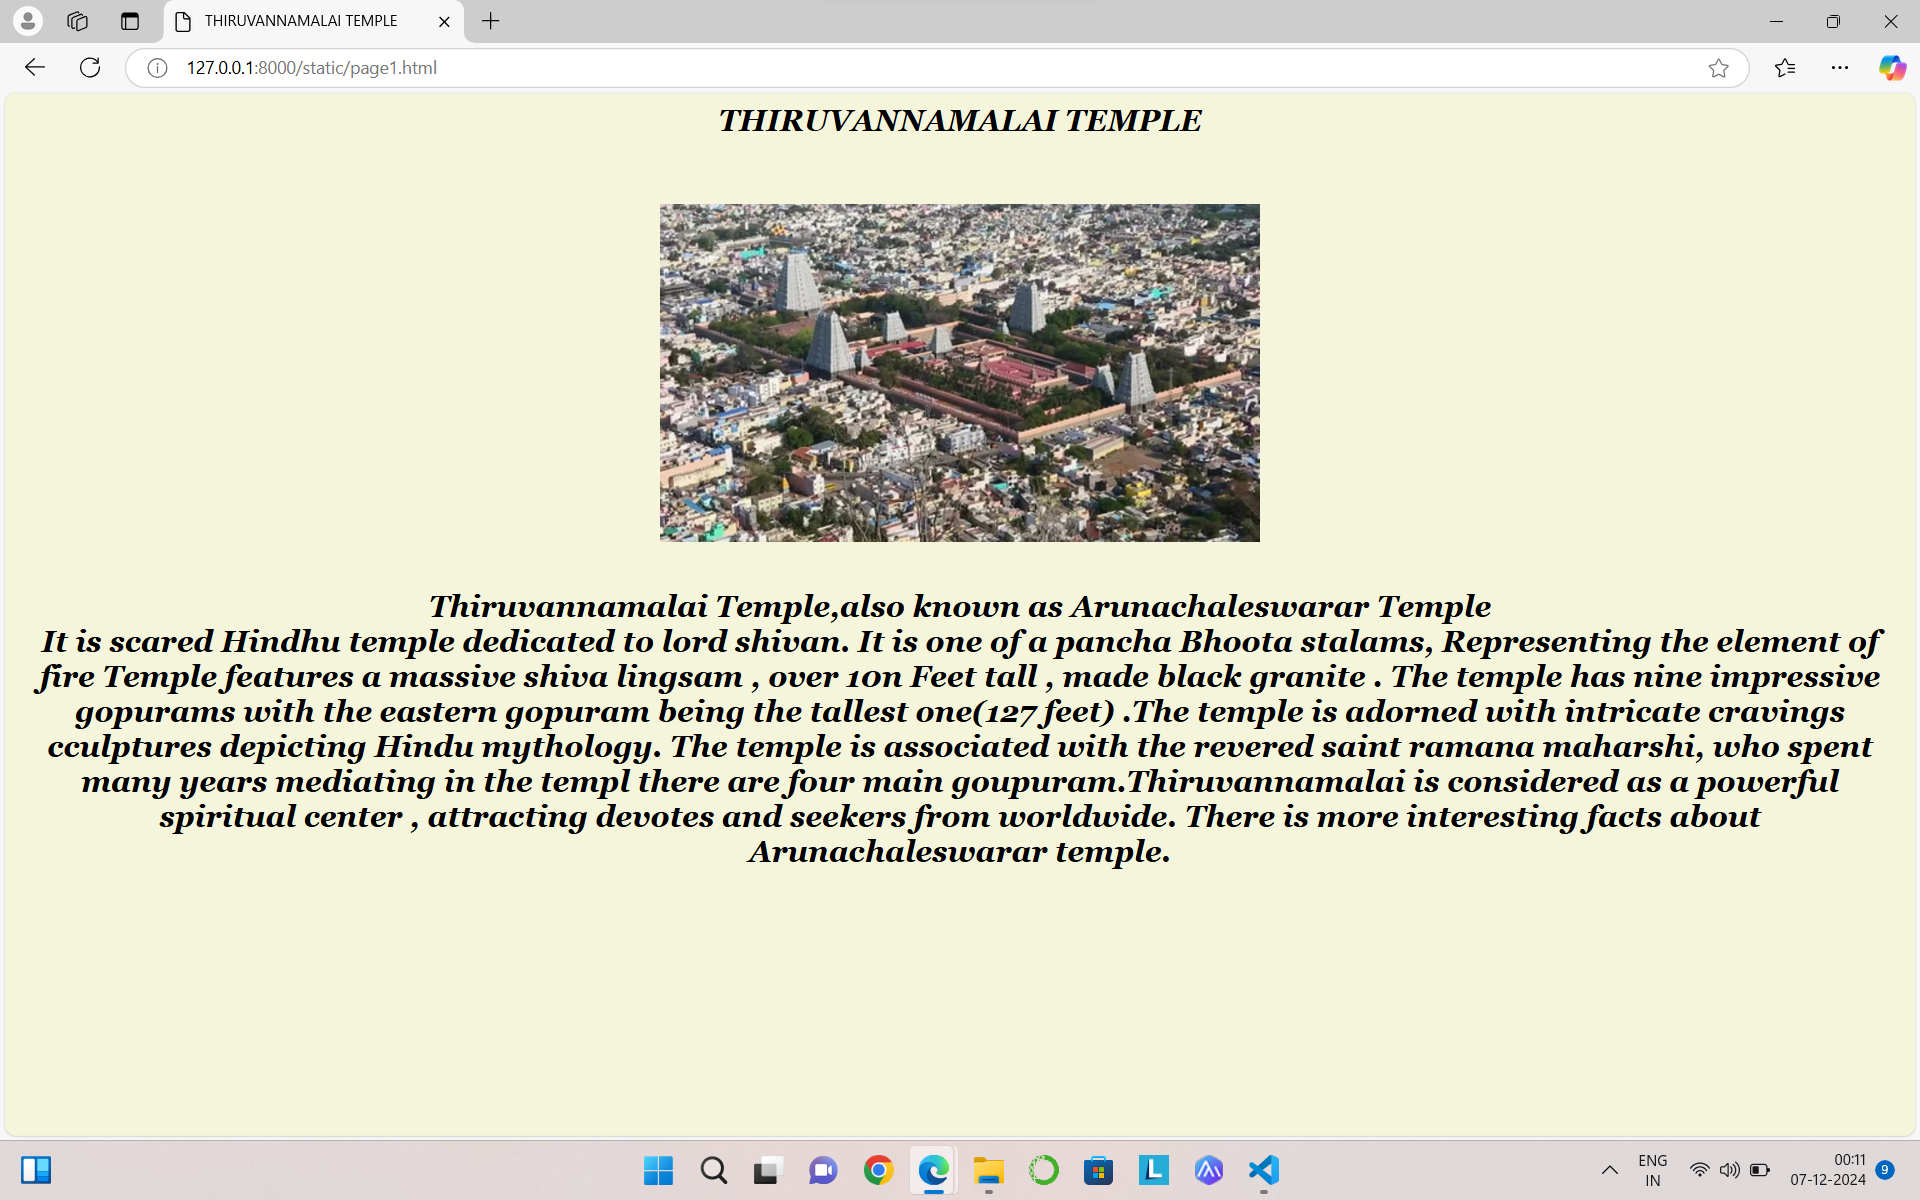 THIRUVANNAMALAI TEMPLE
127.0.0.1:8000/static/page1.html
THIRUVANNAMALAI TEMPLE
Thiruvannamalai Temple,also known as Arunachaleswarar Temple
It is scared Hindhu temple dedicated to lord shivan. It is one of a pancha Bhoota stalams, Representing the element of
fire Temple features a massive shiva lingsam , over 10n Feet tall , made black granite . The temple has nine impressive
gopurams with the eastern gopuram being the tallest one(127 feet) .The temple is adorned with intricate cravings
cculptures depicting Hindu mythology. The temple is associated with the revered saint ramana maharshi, who spent
many years mediating in the templ there are four main goupuram.Thiruvannamalai is considered as a powerful
spiritual center , attracting devotes and seekers from worldwide. There is more interesting facts about
Arunachaleswarar temple.
L
ENG
IN
00:11
07-12-2024
9